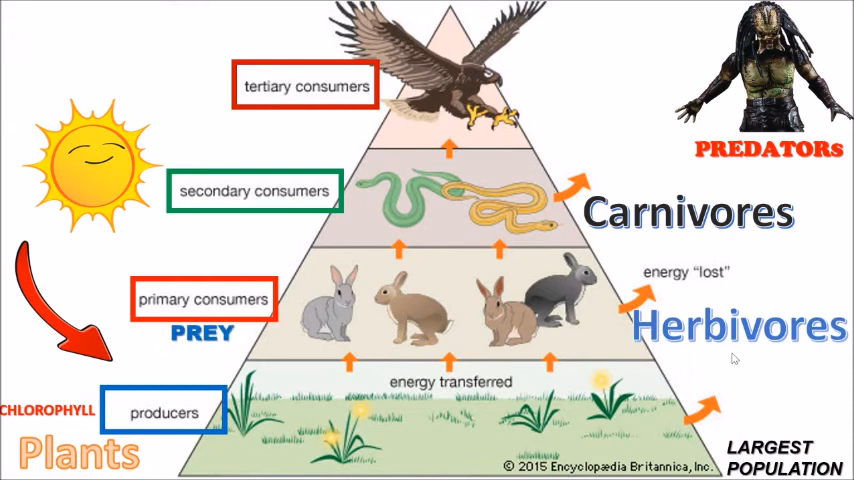 tertiary consumers
PREDATORs
secondary consumers
Carnivores
energy "lost"
primary consumers
PREY
Herbivores
energy transferred
CHLOROPHYLL
producers
Plants
LARGEST
POPULATION
© 2015 Encyclopædia Britannica, Inc.